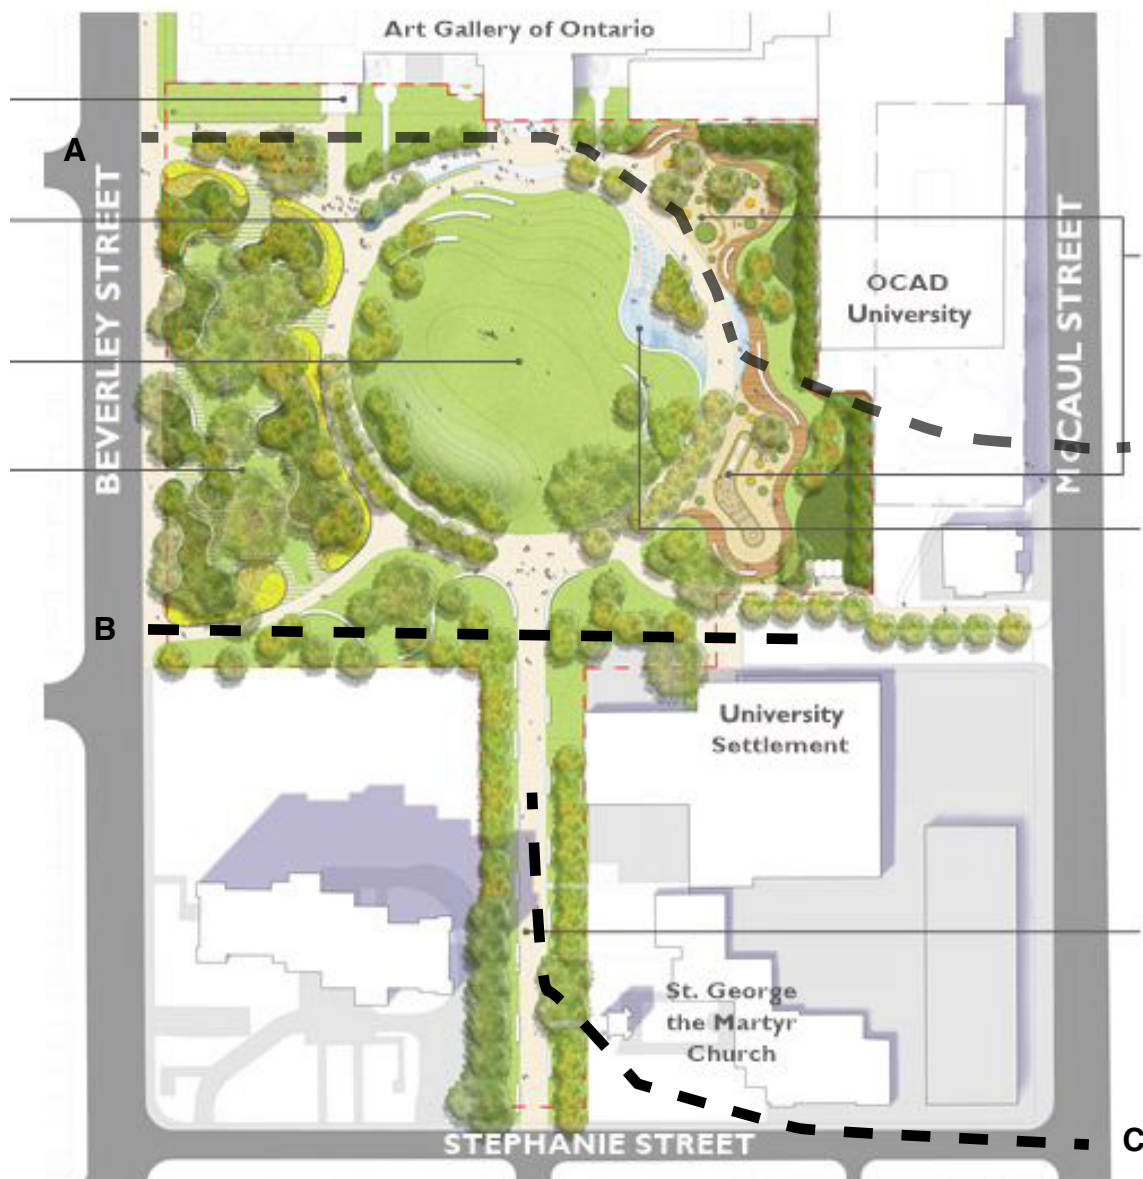 Art Gallery of Ontario
A
BEVERLEY STREET
OCAD
University
McCAUL STREET
B
University
Settlement
St. George
the Martyr
Church
STEPHANIE STREET
C